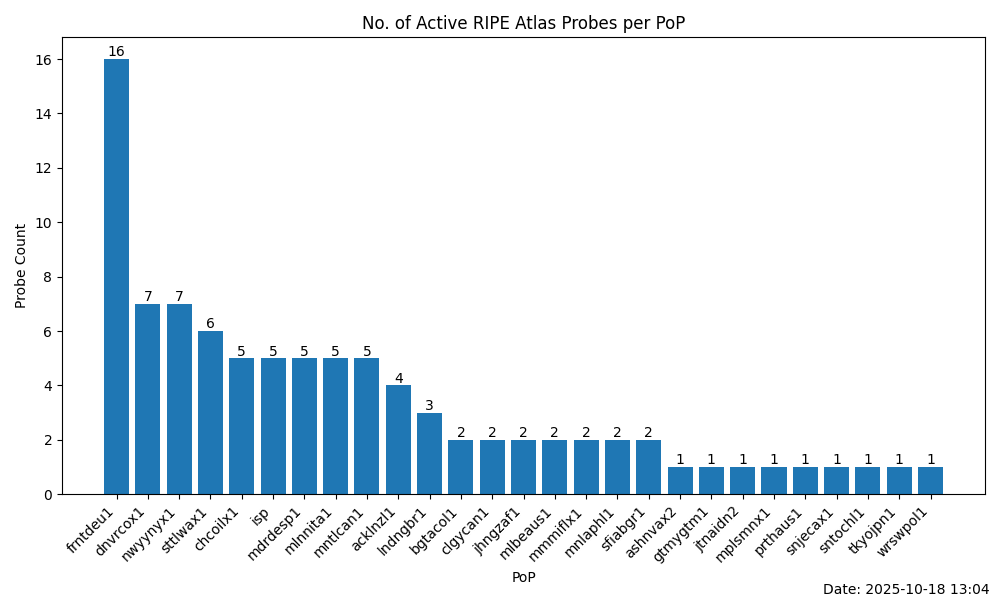 No. of Active RIPE Atlas Probes per PoP
Probe Count
16
14
12
10
8
6
4
2
0
16
7
7
6
5
5
5
5
5
4
3
2
2
2
2
2
2
2
1
1
1
1
1
1
1
1
1
frntdeu1
dnvrcox1
nwyynyx1
sttlwax1
chcoilx1
isp
mdrdesp1
mlnnita1
mntlcan1
acklnzl1
lndngbr1
bgtacol1
clgycan1
jhngzaf1
mlbeaus1
mmmiflx1
mnlaphl1
sfiabgr1
ashnvax2
gtmygtm1
jtnaidn2
mplsmnx1
prthaus1
snjecax1
sntochl1
tkyojpn1
wrswpol1
PoP
Date: 2025-10-18 13:04